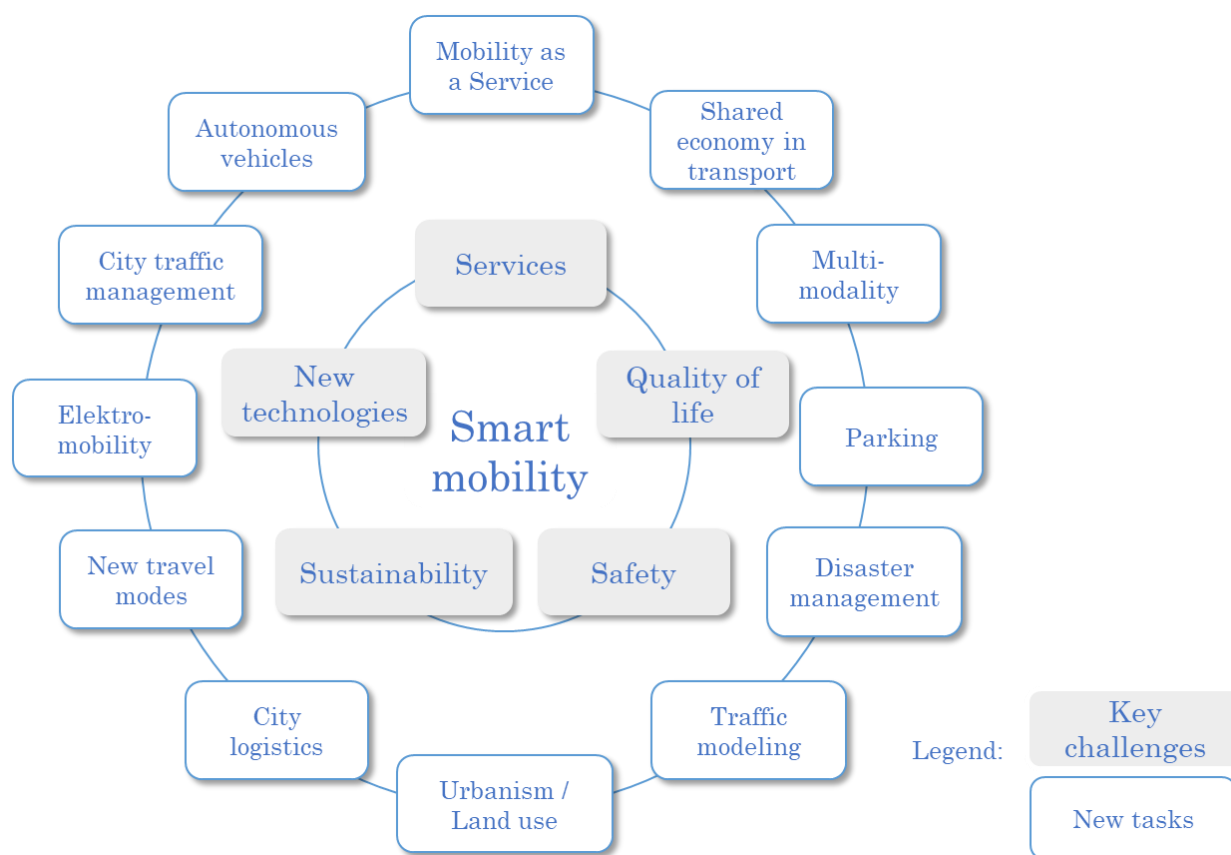 Mobility as
a Service
Shared
economy in
transport
Autonomous
vehicles
Services
City traffic
management
Multi-
modality
New
technologies
Quality of
life
Smart
mobility
Elektro-
mobility
Parking
Sustainability
Safety
New travel
modes
Disaster
management
City
logistics
Traffic
modeling
Urbanism /
Land use
Legend:
Key
challenges
New tasks